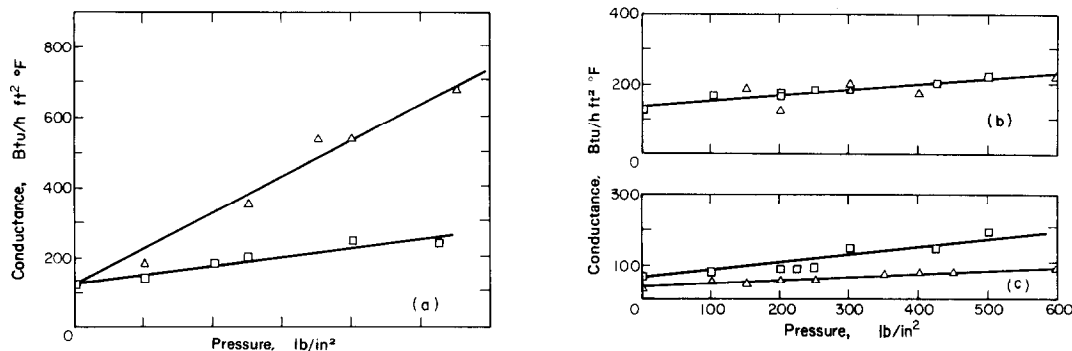 800
600
400
200
0
Conductance, Btu/h ft² °F
(a)
Pressure, lb/in²
400
200
0
Btu/h ft² °F
(b)
300
100
Conductance,
(c)
0 100 200 300 400 500 600
Pressure, lb/in²